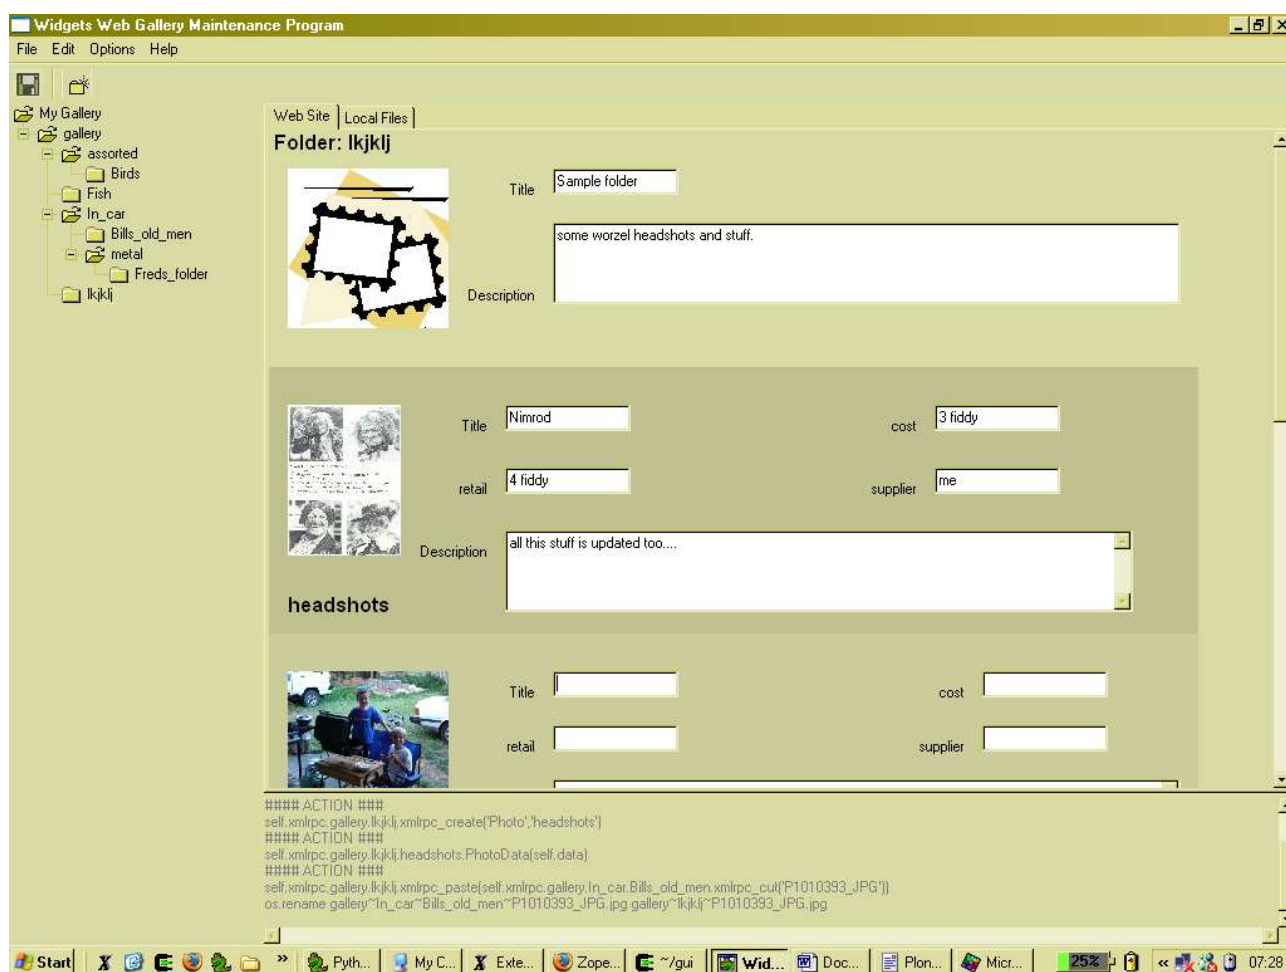 Widgets Web Gallery Maintenance Program
File Edit Options Help
My Gallery
gallery
assorted
Birds
Fish
In_car
Bills_old_men
metal
Freds_folder
lkjklj
Web Site Local Files
Folder: lkjklj
Title Sample folder
some worzel headshots and stuff.
Description
Title Nimrod cost 3 fiddy
retail 4 fiddy supplier me
Description all this stuff is updated too....
headshots
Title cost
retail supplier
#### ACTION ###
self.xmlrpc.gallery.lkjklj.xmlrpc_create('Photo','headshots')
#### ACTION ###
self.xmlrpc.gallery.lkjklj.headshots.PhotoData(self.data)
#### ACTION ###
self.xmlrpc.gallery.lkjklj.xmlrpc_paste(self.xmlrpc.gallery.In_car.Bills_old_men.xmlrpc_cut('P1010393_JPG'))
os.rename gallery~In_car~Bills_old_men~P1010393_JPG.jpg gallery~lkjklj~P1010393_JPG.jpg
Start » Pyth... My C... Exte... Zope... ~/gui Wid... Doc... Plon... Micr... 25% « 07:28